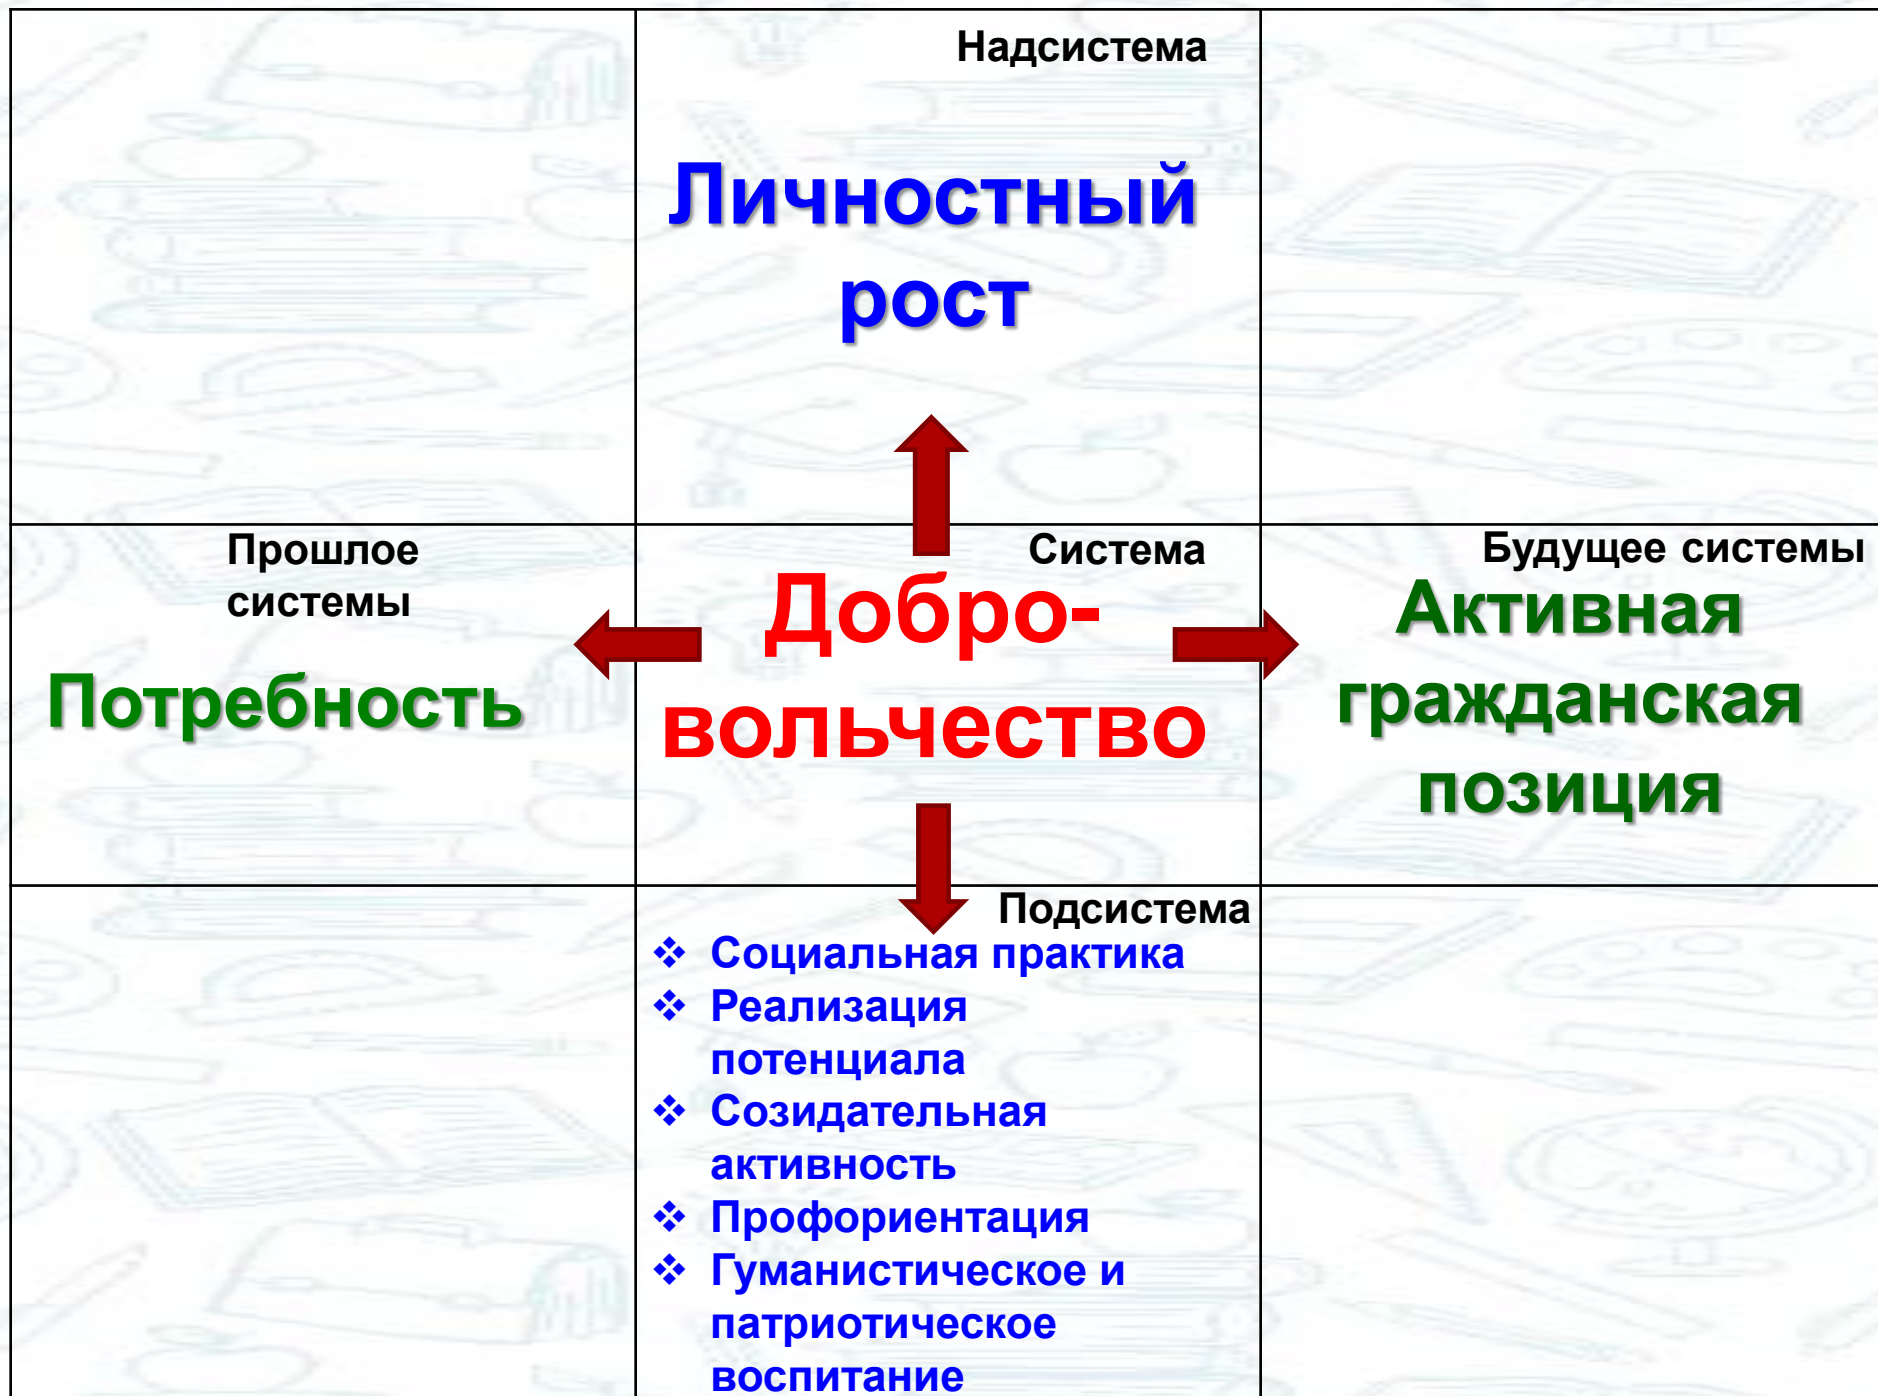 Надсистема
Личностный
рост
Прошлое
системы
Потребность
Система
Добро-
вольчество
Будущее системы
Активная
гражданская
позиция
Подсистема
❖ Социальная практика
❖ Реализация
потенциала
❖ Созидательная
активность
❖ Профориентация
❖ Гуманистическое и
патриотическое
воспитание